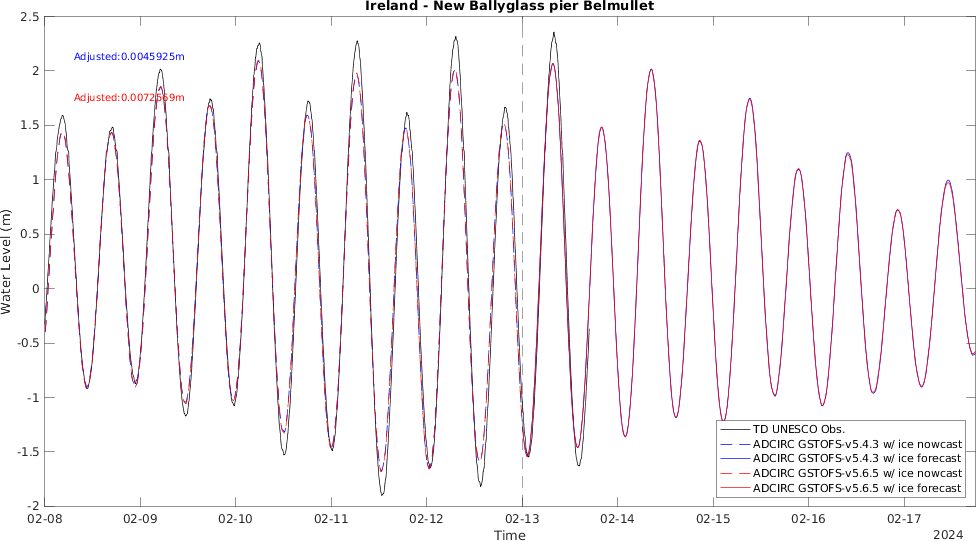 Ireland - New Ballyglass pier Belmullet
2.5
2
1.5
1
0.5
0
-0.5
-1
-1.5
-2
Water Level (m)
Adjusted:0.0045925m
Adjusted:0.0072569m
TD UNESCO Obs.
ADCIRC GSTOFS-v5.4.3 w/ ice nowcast
ADCIRC GSTOFS-v5.4.3 w/ ice forecast
ADCIRC GSTOFS-v5.6.5 w/ ice nowcast
ADCIRC GSTOFS-v5.6.5 w/ ice forecast
02-08 02-09 02-10 02-11 02-12 02-13 02-14 02-15 02-16 02-17
Time
2024